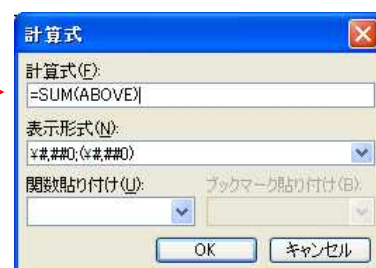 計算式
計算式(F):
=SUM(ABOVE)
表示形式(N):
¥#,##0;(¥#,##0)
関数貼り付け(U): ブックマーク貼り付け(B):
OK キャンセル